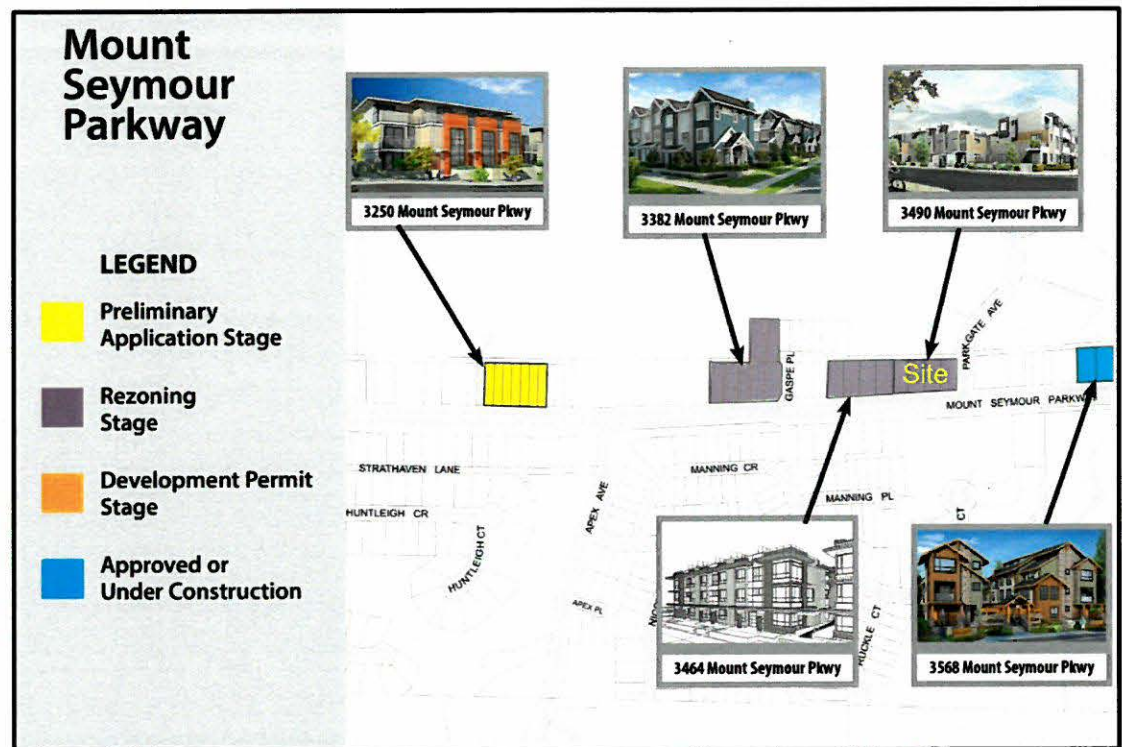 Mount
Seymour
Parkway
LEGEND
Preliminary
Application Stage
Rezoning
Stage
Development Permit
Stage
Approved or
Under Construction
3250 Mount Seymour Pkwy
3382 Mount Seymour Pkwy
3490 Mount Seymour Pkwy
GASPE PL
Site
PARKGATE AVE
MOUNT SEYMOUR PARKWAY
STRATHAVEN LANE
HUNTLEIGH CR
HUNTLEIGH CT
APEX AVE
APEX PL
MANNING CR
MANNING PL
CT
RUCKLE CT
3464 Mount Seymour Pkwy
3568 Mount Seymour Pkwy